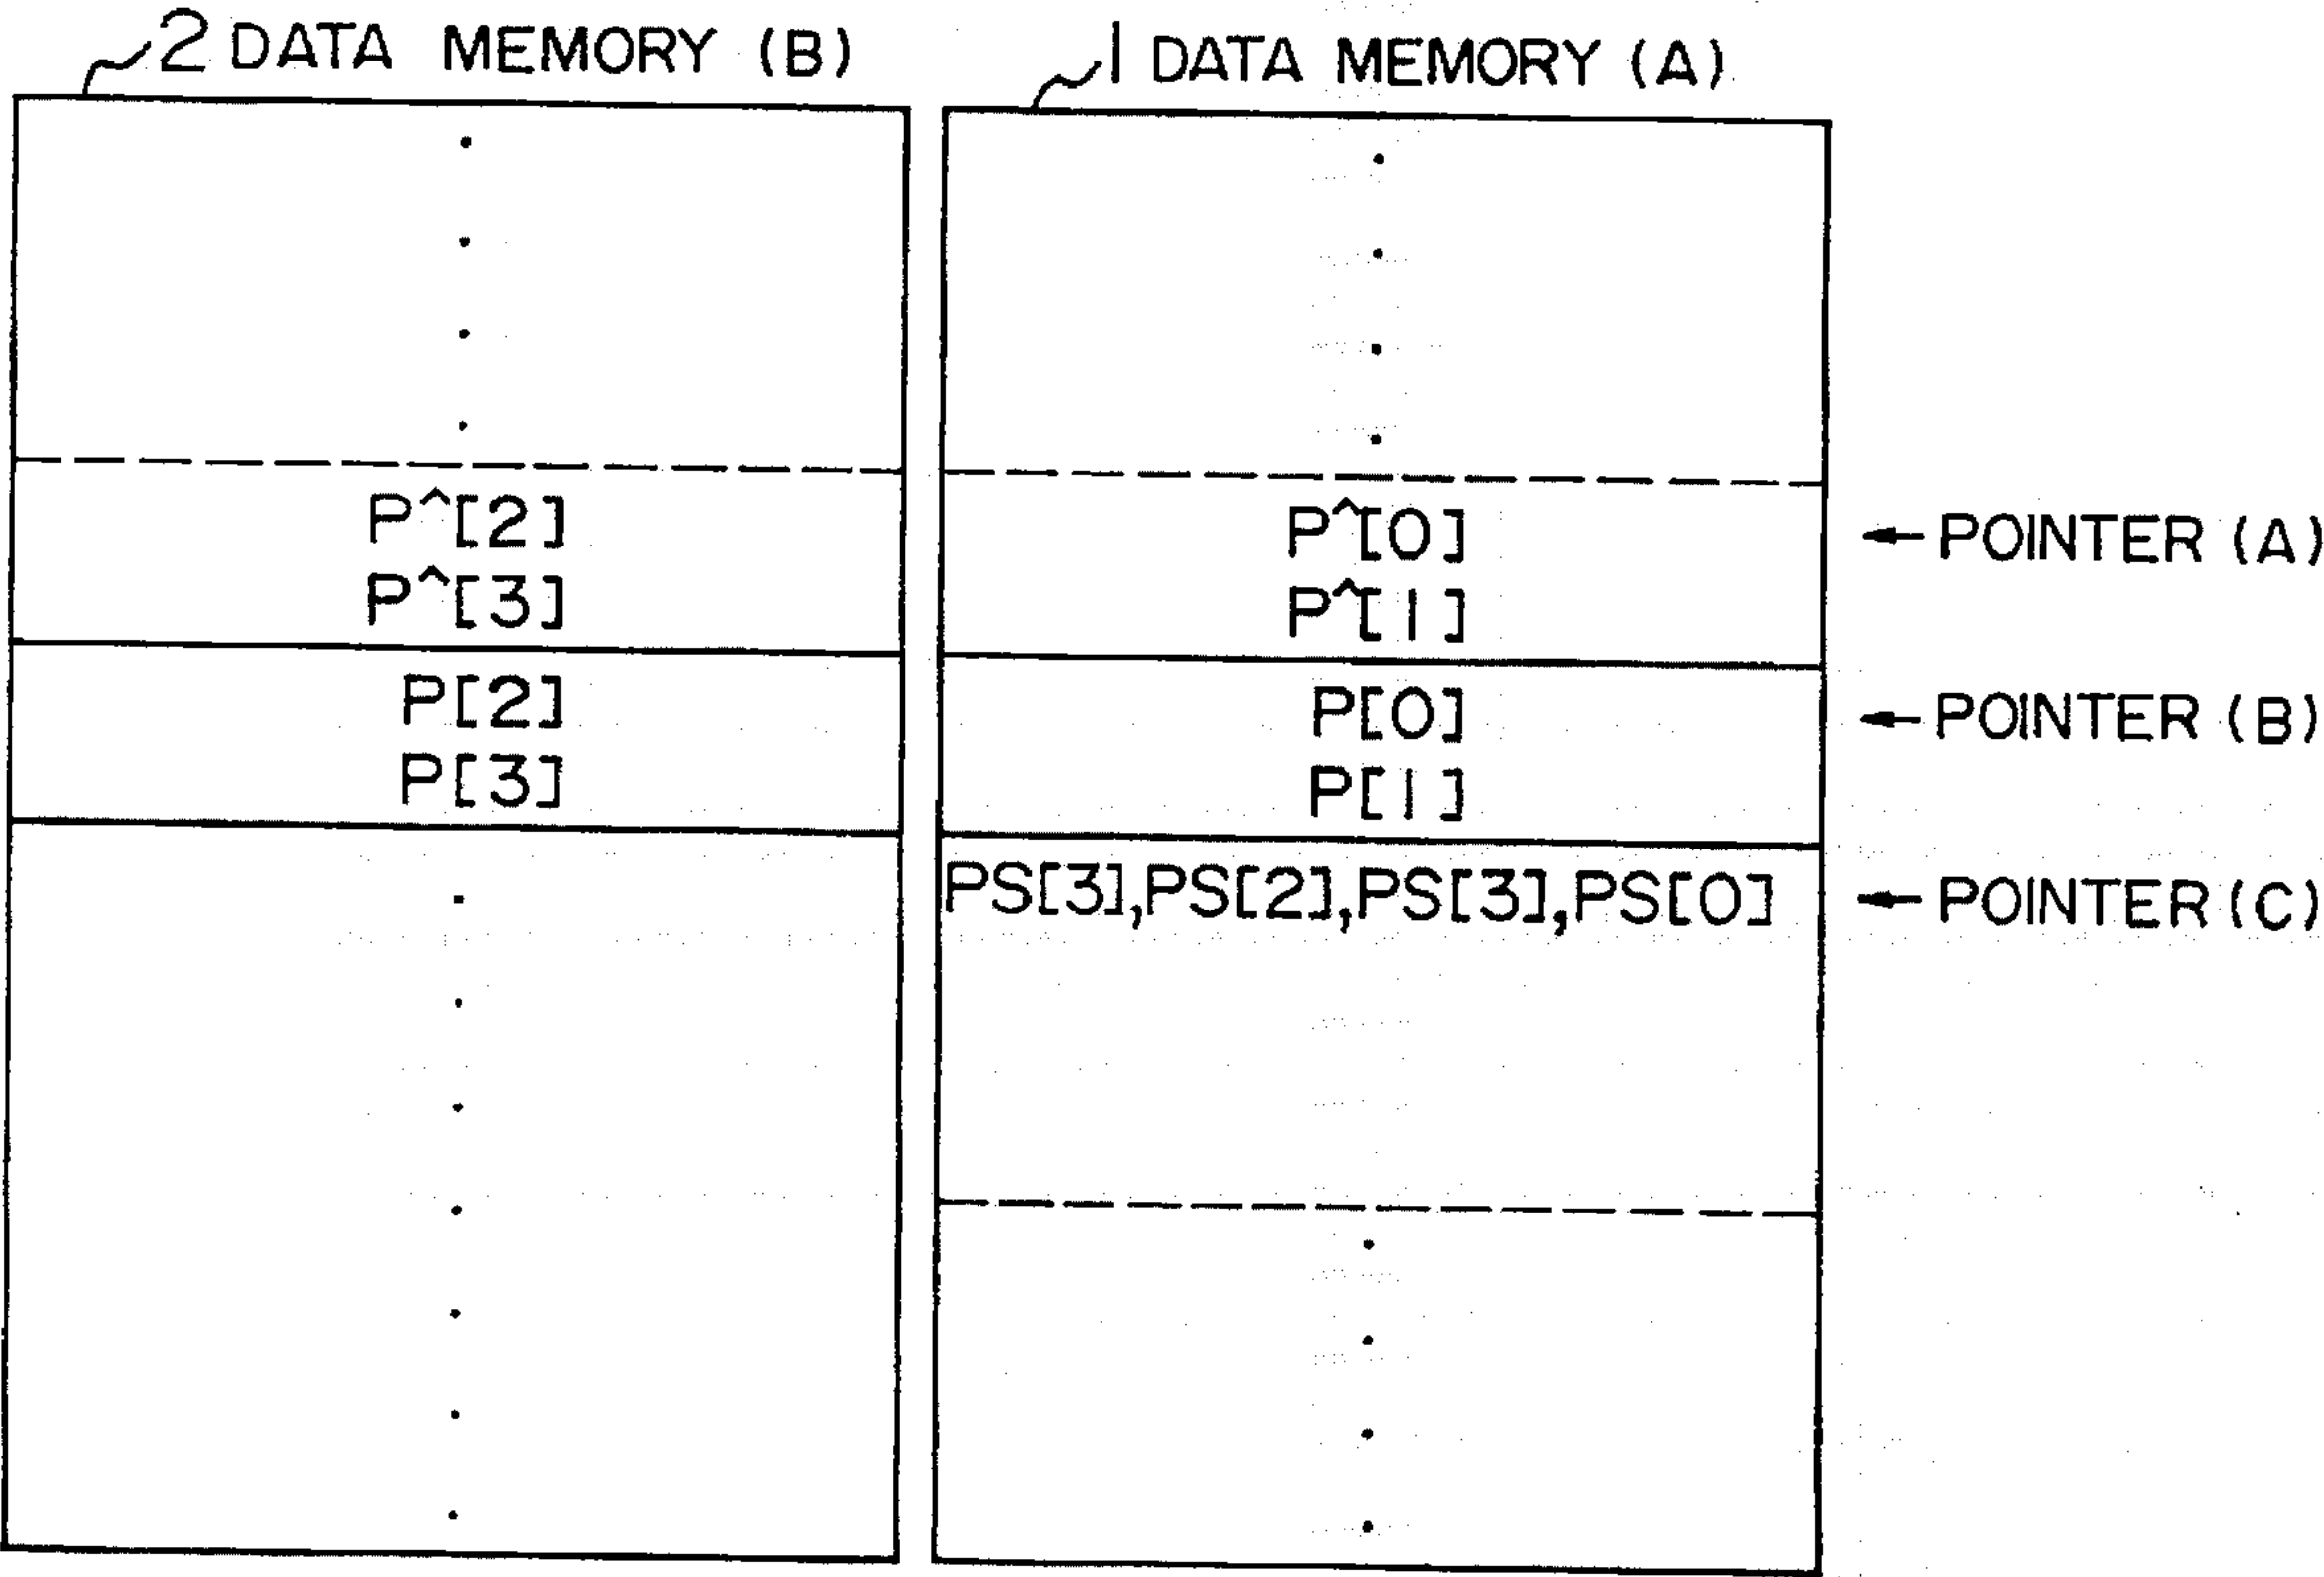 2 DATA MEMORY (B)
1 DATA MEMORY (A)
P^[2]
P^[3]
P[2]
P[3]
P^[0]
P^[1]
P[0]
P[1]
PS[3],PS[2],PS[3],PS[0]
← POINTER (A)
← POINTER (B)
← POINTER (C)